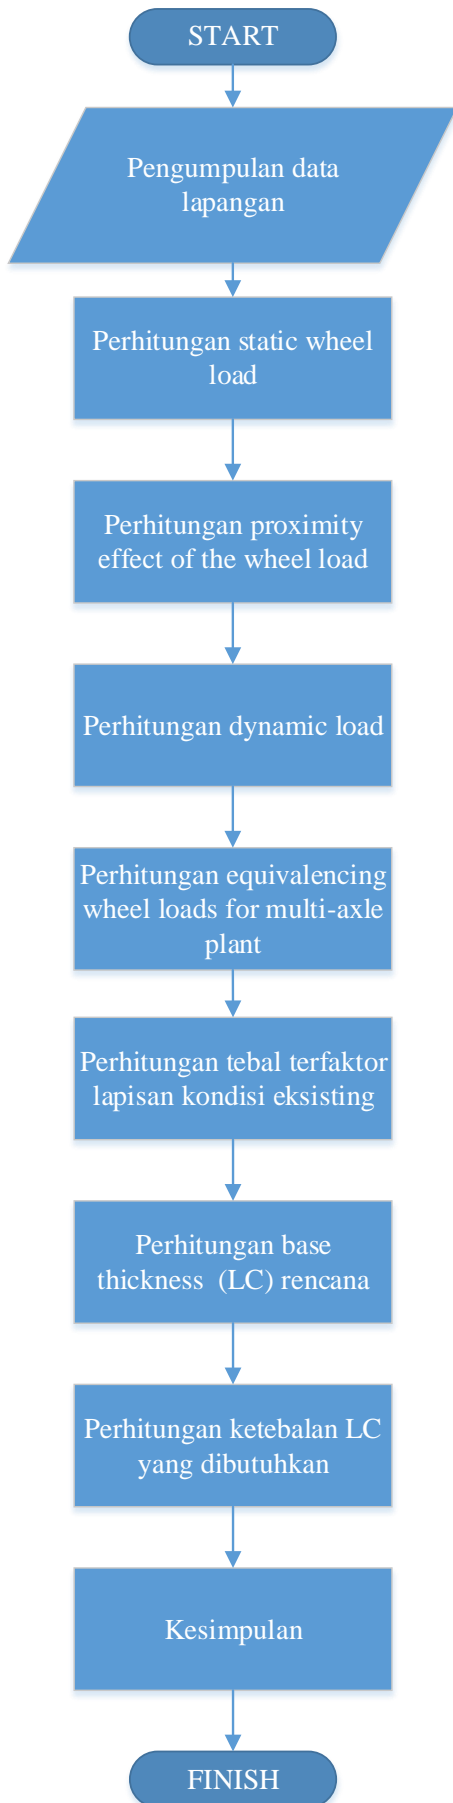 START
Pengumpulan data
lapangan
Perhitungan static wheel
load
Perhitungan proximity
effect of the wheel load
Perhitungan dynamic load
Perhitungan equivalencing
wheel loads for multi-axle
plant
Perhitungan tebal terfaktor
lapisan kondisi eksisting
Perhitungan base
thickness (LC) rencana
Perhitungan ketebalan LC
yang dibutuhkan
Kesimpulan
FINISH